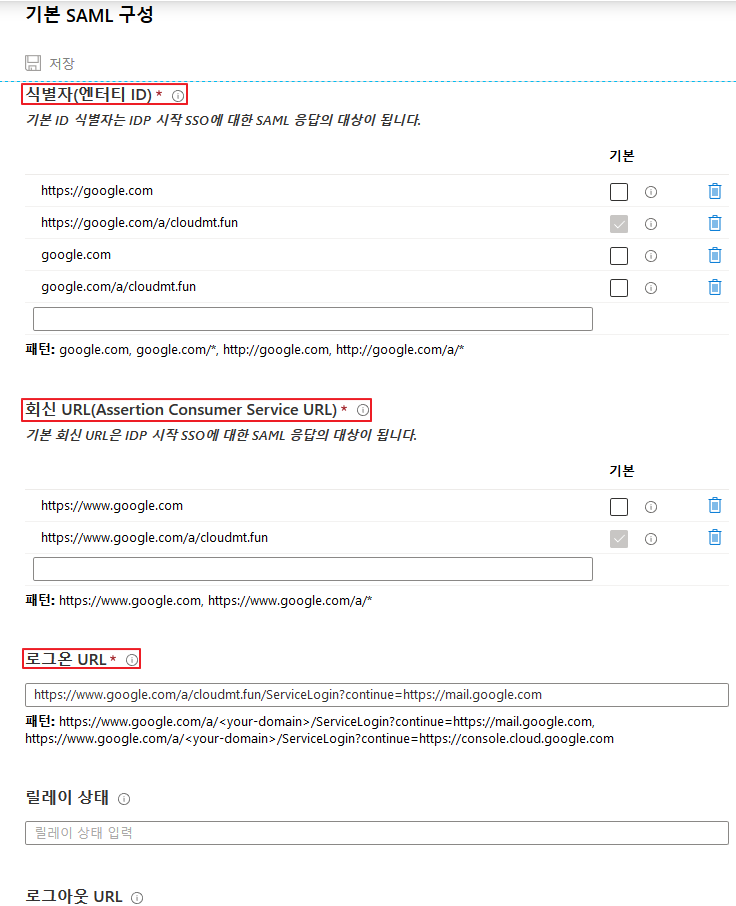 기본 SAML 구성
저장
식별자(엔터티 ID) *
기본 ID 식별자는 IDP 시작 SSO에 대한 SAML 응답의 대상이 됩니다.
기본
https://google.com
https://google.com/a/cloudmt.fun
google.com
google.com/a/cloudmt.fun
패턴: google.com, google.com/*, http://google.com, http://google.com/a/*
회신 URL(Assertion Consumer Service URL) *
기본 회신 URL은 IDP 시작 SSO에 대한 SAML 응답의 대상이 됩니다.
기본
https://www.google.com
https://www.google.com/a/cloudmt.fun
패턴: https://www.google.com, https://www.google.com/a/*
로그온 URL *
https://www.google.com/a/cloudmt.fun/ServiceLogin?continue=https://mail.google.com
패턴: https://www.google.com/a/<your-domain>/ServiceLogin?continue=https://mail.google.com,
https://www.google.com/a/<your-domain>/ServiceLogin?continue=https://console.cloud.google.com
릴레이 상태
릴레이 상태 입력
로그아웃 URL